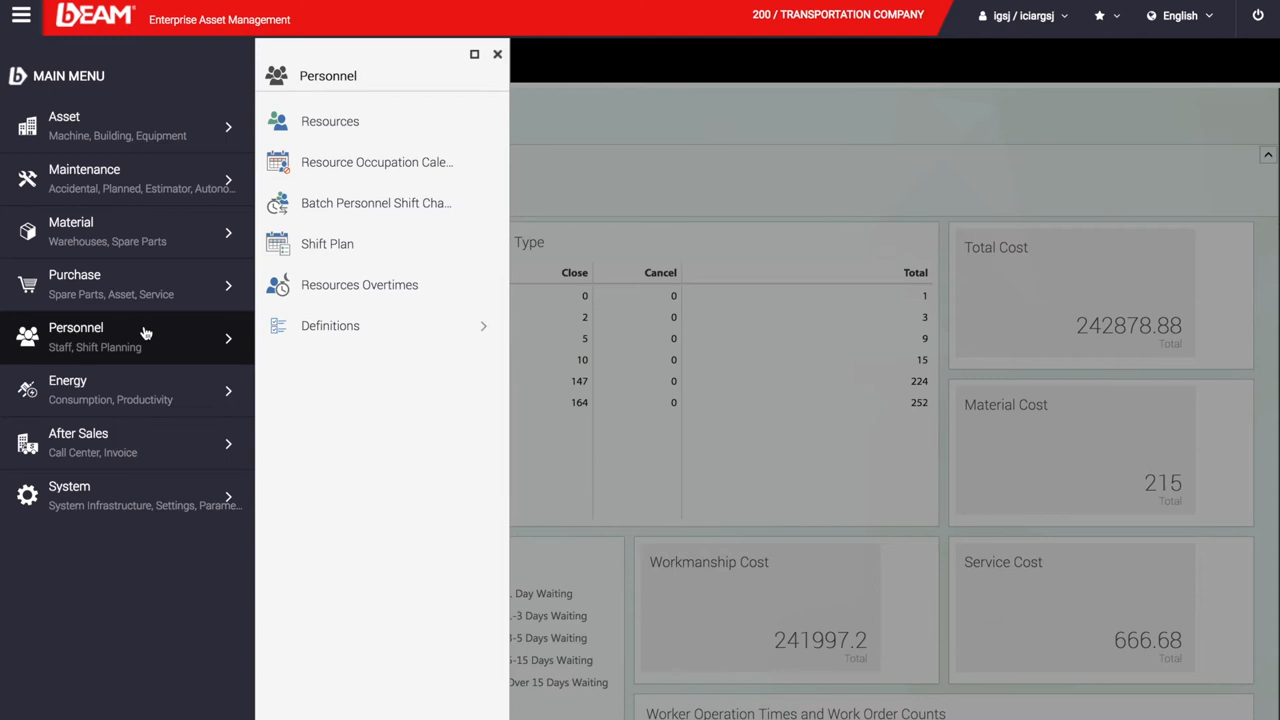 bEAM Enterprise Asset Management
200 / TRANSPORTATION COMPANY
igsj / iciargsj
English
MAIN MENU
Asset
Machine, Building, Equipment
Maintenance
Accidental, Planned, Estimator, Autono...
Material
Warehouses, Spare Parts
Purchase
Spare Parts, Asset, Service
Personnel
Staff, Shift Planning
Energy
Consumption, Productivity
After Sales
Call Center, Invoice
System
System Infrastructure, Settings, Parame...
Personnel
Resources
Resource Occupation Cale...
Batch Personnel Shift Cha...
Shift Plan
Resources Overtimes
Definitions
Type
Close Cancel Total
0 0 1
2 0 3
5 0 9
10 0 15
147 0 224
164 0 252
Total Cost
242878.88
Total
Material Cost
215
Total
. Day Waiting
-3 Days Waiting
-5 Days Waiting
-15 Days Waiting
Over 15 Days Waiting
Workmanship Cost
241997.2
Total
Service Cost
666.68
Total
Worker Operation Times and Work Order Counts